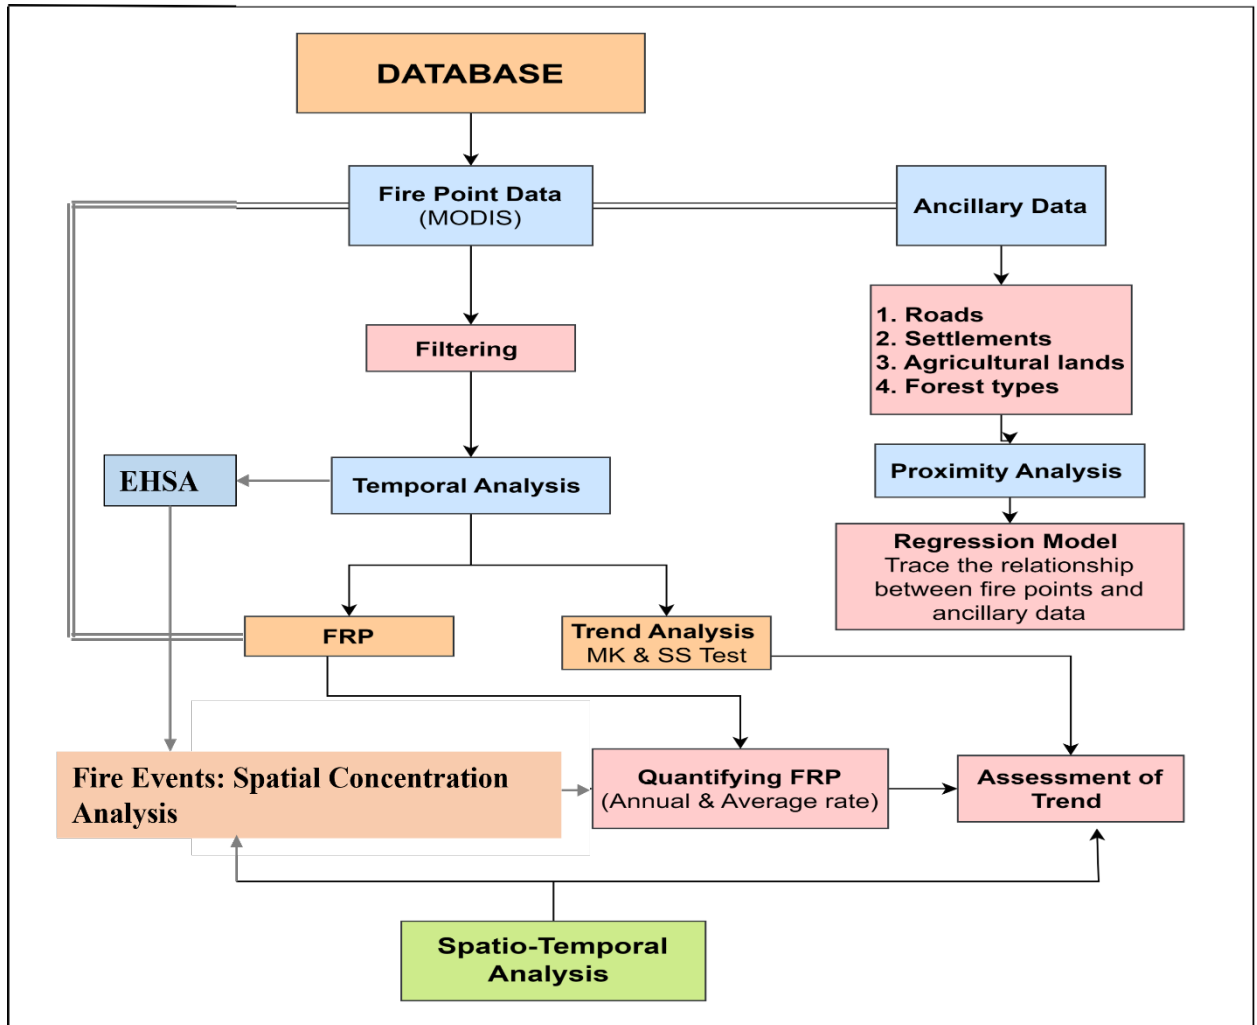 DATABASE
Fire Point Data
(MODIS)
Ancillary Data
1. Roads
2. Settlements
3. Agricultural lands
4. Forest types
Filtering
EHSA
Temporal Analysis
Proximity Analysis
Regression Model
Trace the relationship
between fire points and
ancillary data
FRP
Trend Analysis
MK & SS Test
Fire Events: Spatial Concentration
Analysis
Quantifying FRP
(Annual & Average rate)
Assessment of
Trend
Spatio-Temporal
Analysis